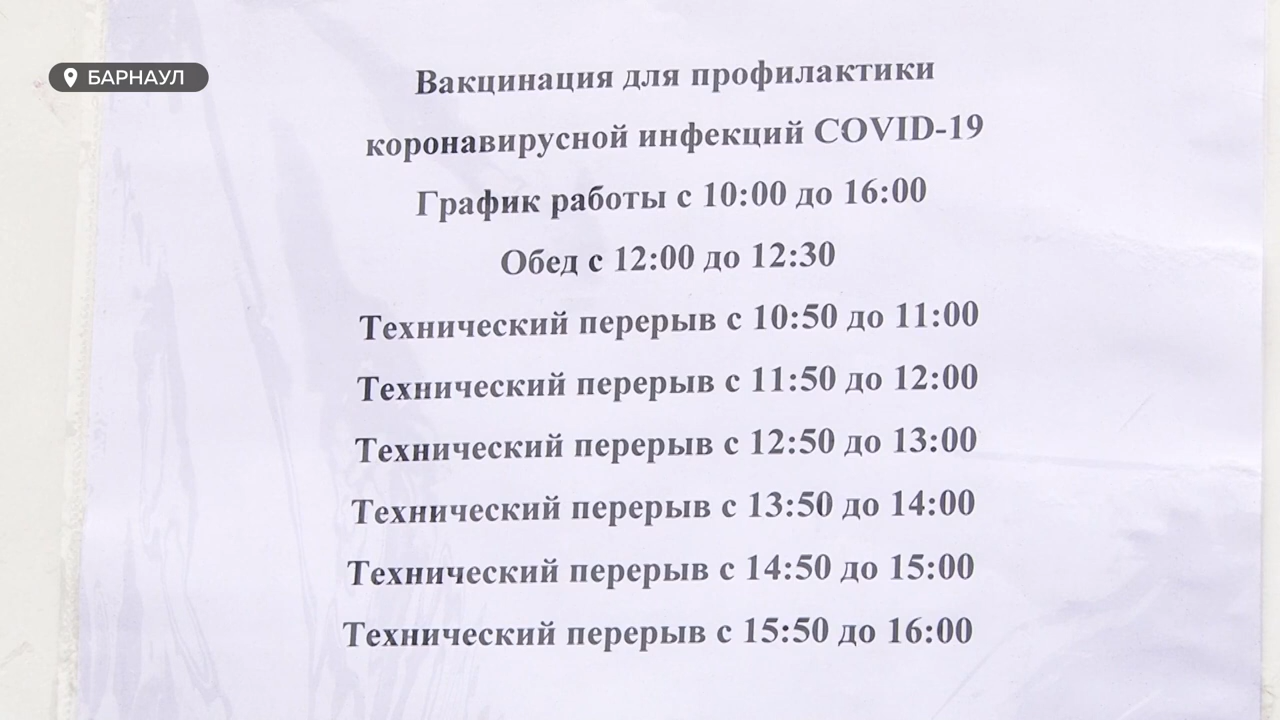 БАРНАУЛ
Вакцинация для профилактики
коронавирусной инфекций COVID-19
График работы с 10:00 до 16:00
Обед с 12:00 до 12:30
Технический перерыв с 10:50 до 11:00
Технический перерыв с 11:50 до 12:00
Технический перерыв с 12:50 до 13:00
Технический перерыв с 13:50 до 14:00
Технический перерыв с 14:50 до 15:00
Технический перерыв с 15:50 до 16:00